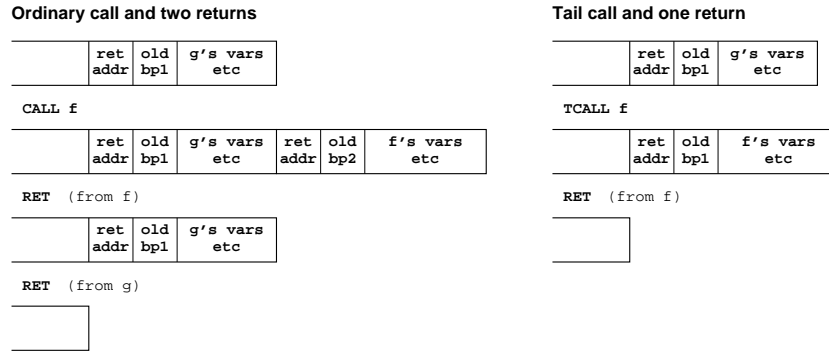 Ordinary call and two returns
ret old g's vars
addr bp1 etc
CALL f
ret old g's vars ret old f's vars
addr bp1 etc addr bp2 etc
RET (from f)
ret old g's vars
addr bp1 etc
RET (from g)
Tail call and one return
ret old g's vars
addr bp1 etc
TCALL f
ret old f's vars
addr bp1 etc
RET (from f)